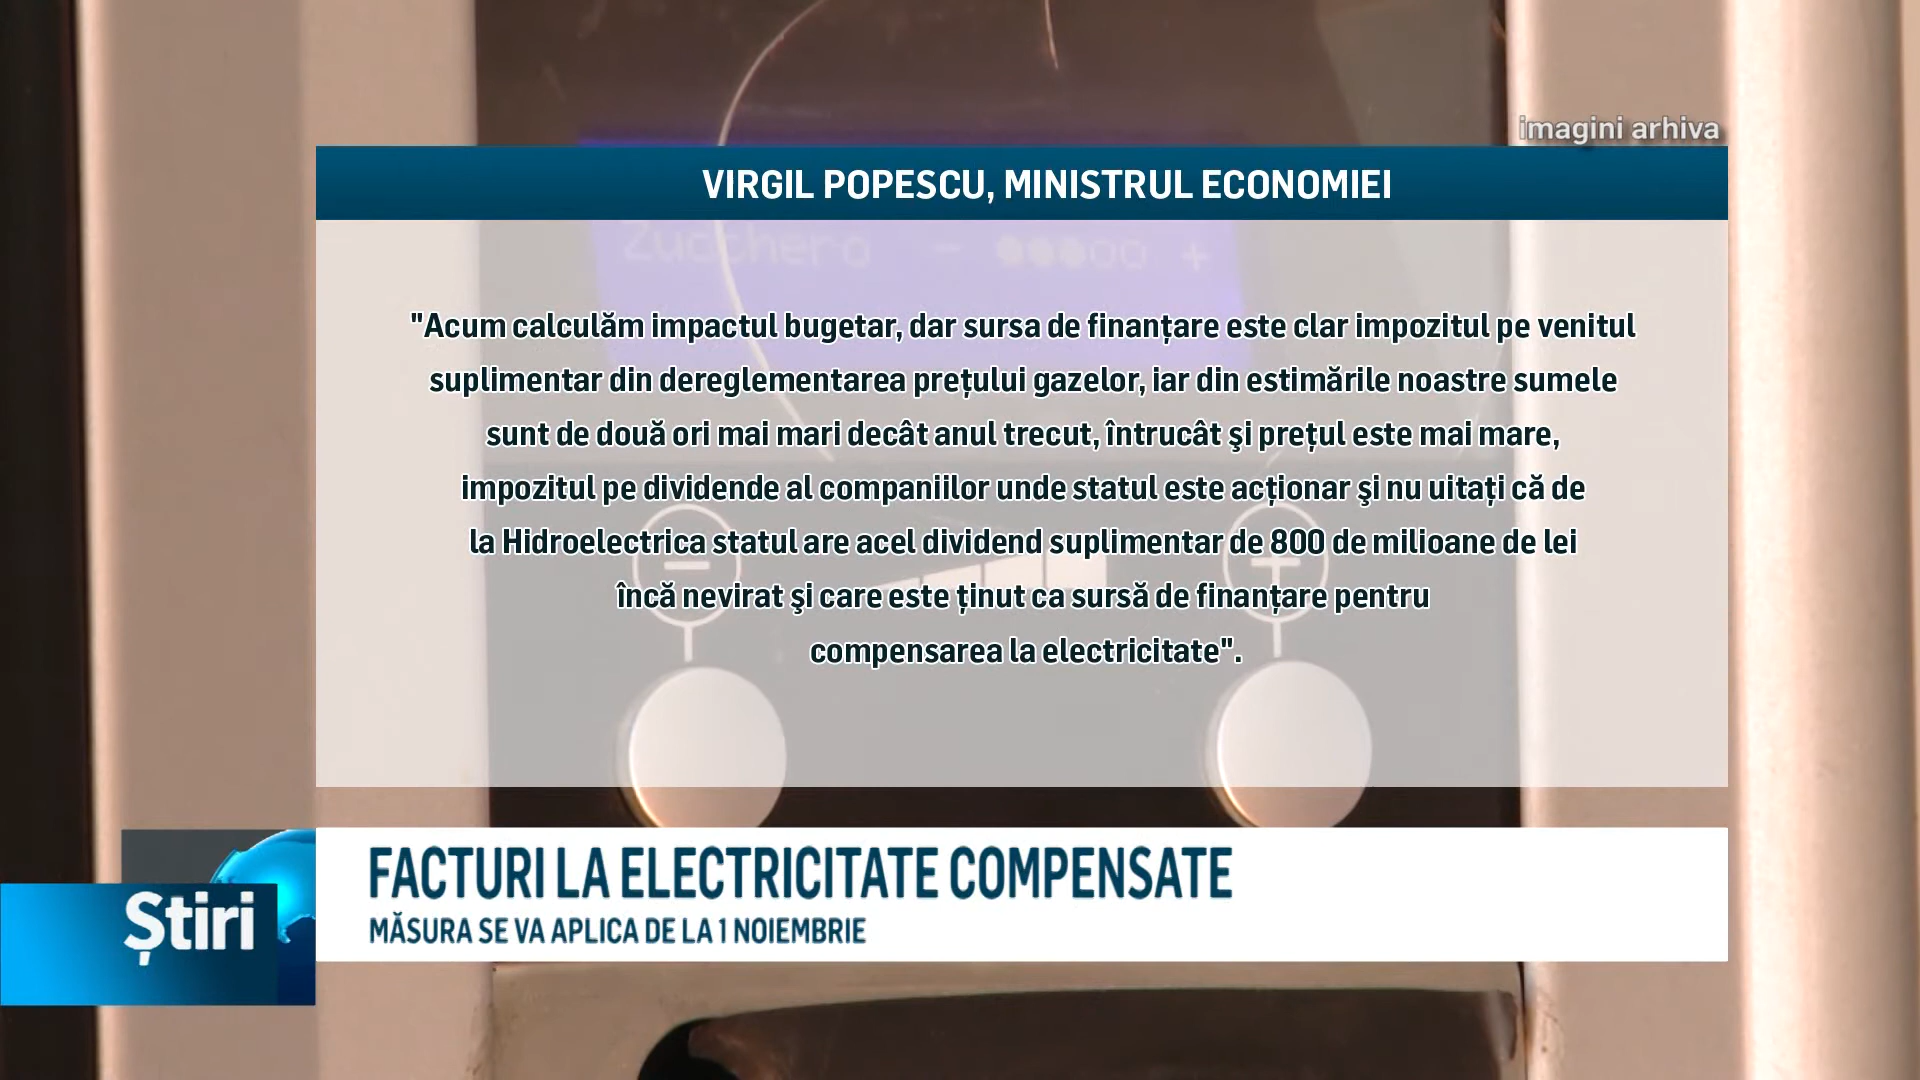 imagini arhiva
VIRGIL POPESCU, MINISTRUL ECONOMIEI
Zucchero - +
"Acum calculăm impactul bugetar, dar sursa de finanțare este clar impozitul pe venitul
suplimentar din dereglementarea prețului gazelor, iar din estimările noastre sumele
sunt de două ori mai mari decât anul trecut, întrucât şi prețul este mai mare,
impozitul pe dividende al companiilor unde statul este acționar şi nu uitați că de
la Hidroelectrica statul are acel dividend suplimentar de 800 de milioane de lei
încă nevirat şi care este ținut ca sursă de finanțare pentru
compensarea la electricitate".
FACTURI LA ELECTRICITATE COMPENSATE
MĂSURA SE VA APLICA DE LA 1 NOIEMBRIE
Știri